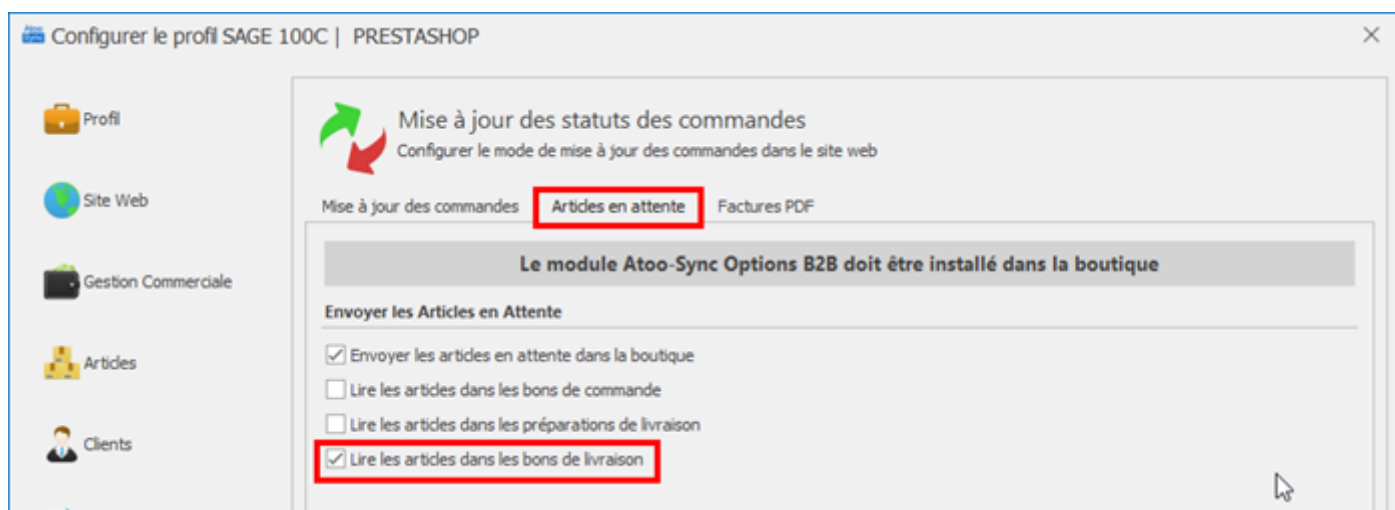 Atoo Sync
Configurer le profil SAGE 100C | PRESTASHOP
Profil
Site Web
Gestion Commerciale
Articles
Clients
Mise à jour des statuts des commandes
Configurer le mode de mise à jour des commandes dans le site web
Mise à jour des commandes Articles en attente Factures PDF
Le module Atoo-Sync Options B2B doit être installé dans la boutique
Envoyer les Articles en Attente
Envoyer les articles en attente dans la boutique
Lire les articles dans les bons de commande
Lire les articles dans les préparations de livraison
Lire les articles dans les bons de livraison